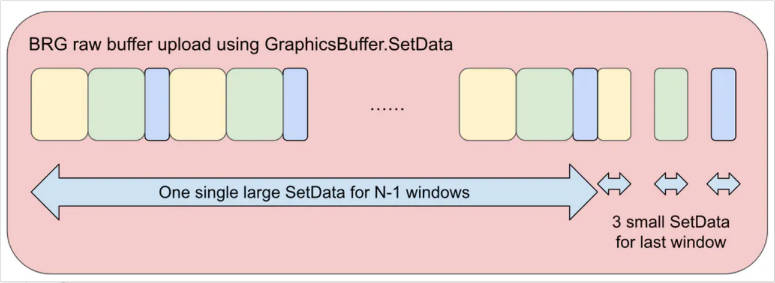 BRG raw buffer upload using GraphicsBuffer.SetData
......
One single large SetData for N-1 windows
3 small SetData
for last window